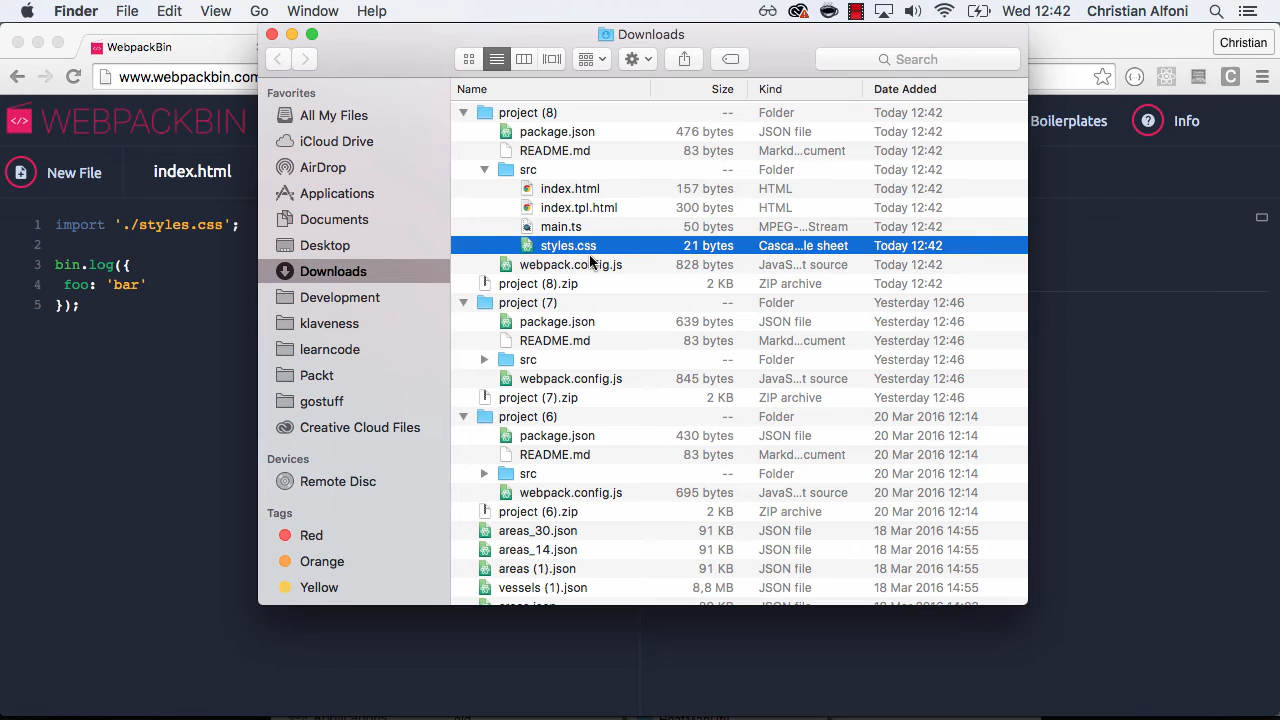 Finder File Edit View Go Window Help Wed 12:42 Christian Alfoni
WebpackBin Christian
www.webpackbin.com
WEBPACKBIN Boilerplates Info
New File index.html
1 import './styles.css';
2
3 bin.log({
4 foo: 'bar'
5 });
Downloads
Search
Favorites
All My Files
iCloud Drive
AirDrop
Applications
Documents
Desktop
Downloads
Development
klaveness
learncode
Packt
gostuff
Creative Cloud Files
Devices
Remote Disc
Tags
Red
Orange
Yellow
Name Size Kind Date Added
project (8) -- Folder Today 12:42
package.json 476 bytes JSON file Today 12:42
README.md 83 bytes Markd...cument Today 12:42
src -- Folder Today 12:42
index.html 157 bytes HTML Today 12:42
index.tpl.html 300 bytes HTML Today 12:42
main.ts 50 bytes MPEG-...Stream Today 12:42
styles.css 21 bytes Casca...le sheet Today 12:42
webpack.config.js 828 bytes JavaS...t source Today 12:42
project (8).zip 2 KB ZIP archive Today 12:42
project (7) -- Folder Yesterday 12:46
package.json 639 bytes JSON file Yesterday 12:46
README.md 83 bytes Markd...cument Yesterday 12:46
src -- Folder Yesterday 12:46
webpack.config.js 845 bytes JavaS...t source Yesterday 12:46
project (7).zip 2 KB ZIP archive Yesterday 12:46
project (6) -- Folder 20 Mar 2016 12:14
package.json 430 bytes JSON file 20 Mar 2016 12:14
README.md 83 bytes Markd...cument 20 Mar 2016 12:14
src -- Folder 20 Mar 2016 12:14
webpack.config.js 695 bytes JavaS...t source 20 Mar 2016 12:14
project (6).zip 2 KB ZIP archive 20 Mar 2016 12:14
areas_30.json 91 KB JSON file 18 Mar 2016 14:55
areas_14.json 91 KB JSON file 18 Mar 2016 14:55
areas (1).json 91 KB JSON file 18 Mar 2016 14:55
vessels (1).json 8,8 MB JSON file 18 Mar 2016 14:55